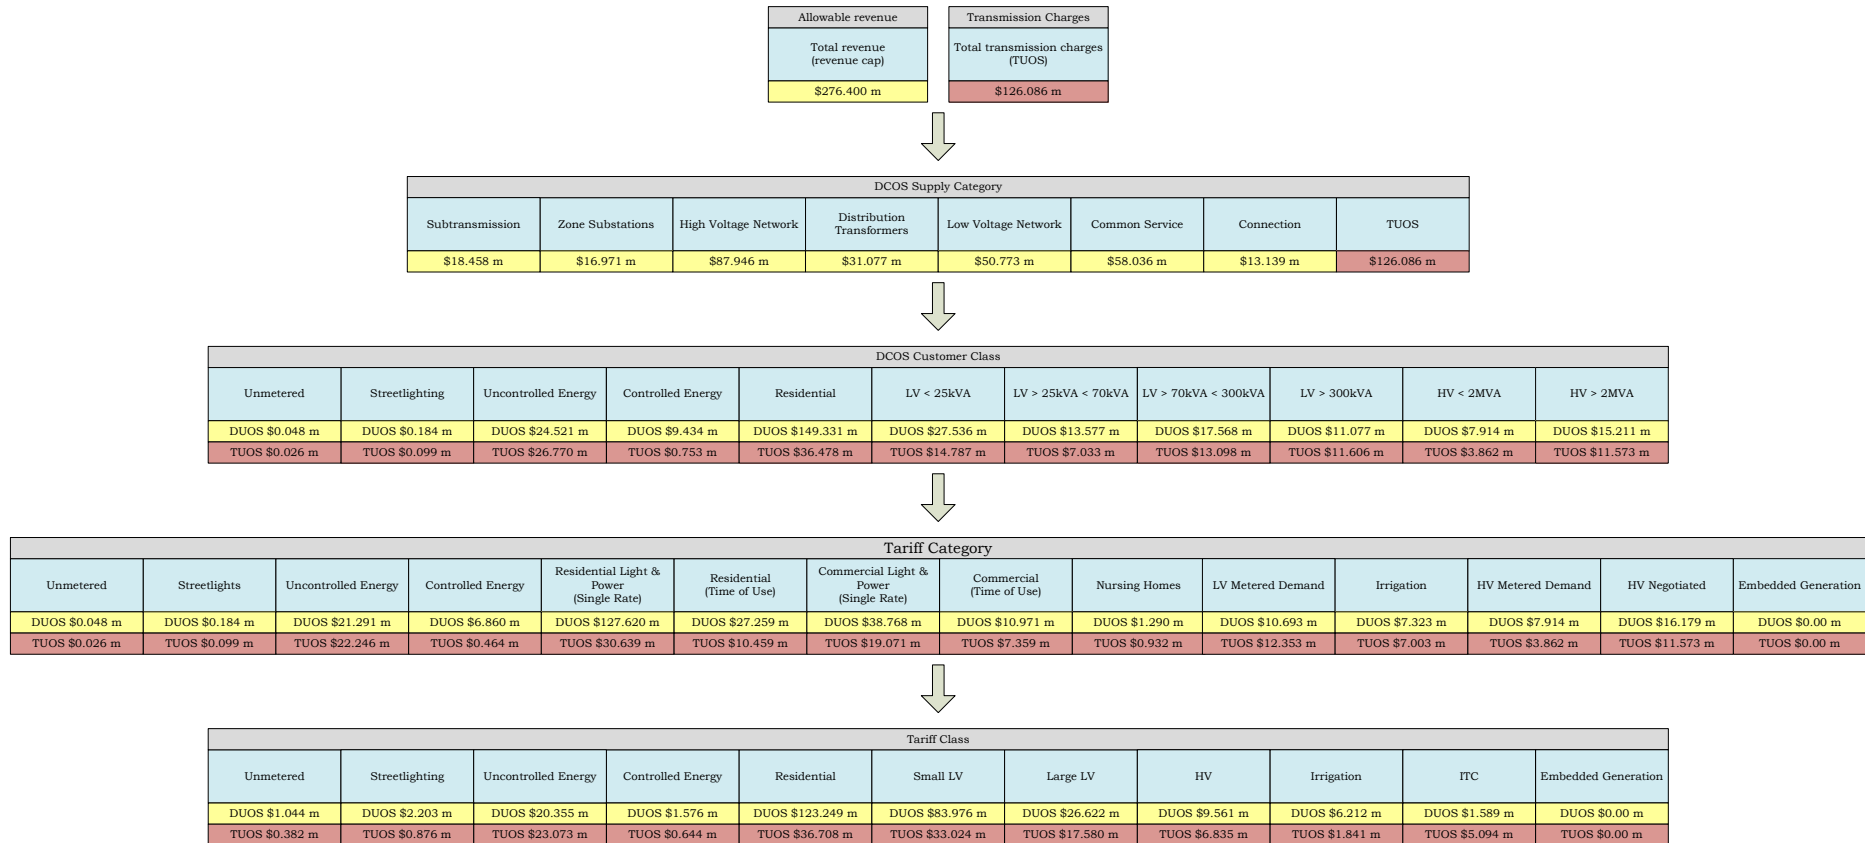 Allowable revenue
Transmission Charges
Total revenue
(revenue cap)
Total transmission charges
(TUOS)
$276.400 m
$126.086 m
DCOS Supply Category
Subtransmission
Zone Substations
High Voltage Network
Distribution
Transformers
Low Voltage Network
Common Service
Connection
TUOS
$18.458 m
$16.971 m
$87.946 m
$31.077 m
$50.773 m
$58.036 m
$13.139 m
$126.086 m
DCOS Customer Class
Unmetered
Streetlighting
Uncontrolled Energy
Controlled Energy
Residential
LV < 25kVA
LV > 25kVA < 70kVA
LV > 70kVA < 300kVA
LV > 300kVA
HV < 2MVA
HV > 2MVA
DUOS $0.048 m
DUOS $0.184 m
DUOS $24.521 m
DUOS $9.434 m
DUOS $149.331 m
DUOS $27.536 m
DUOS $13.577 m
DUOS $17.568 m
DUOS $11.077 m
DUOS $7.914 m
DUOS $15.211 m
TUOS $0.026 m
TUOS $0.099 m
TUOS $26.770 m
TUOS $0.753 m
TUOS $36.478 m
TUOS $14.787 m
TUOS $7.033 m
TUOS $13.098 m
TUOS $11.606 m
TUOS $3.862 m
TUOS $11.573 m
Tariff Category
Unmetered
Streetlights
Uncontrolled Energy
Controlled Energy
Residential Light &
Power
(Single Rate)
Residential
(Time of Use)
Commercial Light &
Power
(Single Rate)
Commercial
(Time of Use)
Nursing Homes
LV Metered Demand
Irrigation
HV Metered Demand
HV Negotiated
Embedded Generation
DUOS $0.048 m
DUOS $0.184 m
DUOS $21.291 m
DUOS $6.860 m
DUOS $127.620 m
DUOS $27.259 m
DUOS $38.768 m
DUOS $10.971 m
DUOS $1.290 m
DUOS $10.693 m
DUOS $7.323 m
DUOS $7.914 m
DUOS $16.179 m
DUOS $0.00 m
TUOS $0.026 m
TUOS $0.099 m
TUOS $22.246 m
TUOS $0.464 m
TUOS $30.639 m
TUOS $10.459 m
TUOS $19.071 m
TUOS $7.359 m
TUOS $0.932 m
TUOS $12.353 m
TUOS $7.003 m
TUOS $3.862 m
TUOS $11.573 m
TUOS $0.00 m
Tariff Class
Unmetered
Streetlighting
Uncontrolled Energy
Controlled Energy
Residential
Small LV
Large LV
HV
Irrigation
ITC
Embedded Generation
DUOS $1.044 m
DUOS $2.203 m
DUOS $20.355 m
DUOS $1.576 m
DUOS $123.249 m
DUOS $83.976 m
DUOS $26.622 m
DUOS $9.561 m
DUOS $6.212 m
DUOS $1.589 m
DUOS $0.00 m
TUOS $0.382 m
TUOS $0.876 m
TUOS $23.073 m
TUOS $0.644 m
TUOS $36.708 m
TUOS $33.024 m
TUOS $17.580 m
TUOS $6.835 m
TUOS $1.841 m
TUOS $5.094 m
TUOS $0.00 m